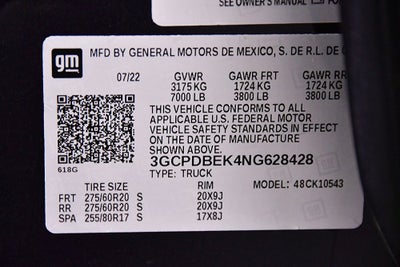 SEE OWNER'S MANUAL
gm
MFD BY GENERAL MOTORS DE MEXICO, S. DE R.L. DE
07/22 GVWR GAWR FRT GAWR RR
3175 KG 1724 KG 1724 KG
7000 LB 3800 LB 3800 LB
THIS VEHICLE CONFORMS TO ALL
APPLICABLE U.S. FEDERAL MOTOR
VEHICLE SAFETY STANDARDS IN EFFECT
ON THE DATE OF MANUFACTURE
SHOWN ABOVE.
618G
3GCPDBEK4NG628428
TYPE: TRUCK
TIRE SIZE RIM MODEL: 48CK10543
FRT 275/60R20 S 20X9J
RR 275/60R20 S 20X9J
SPA 255/80R17 S 17X8J